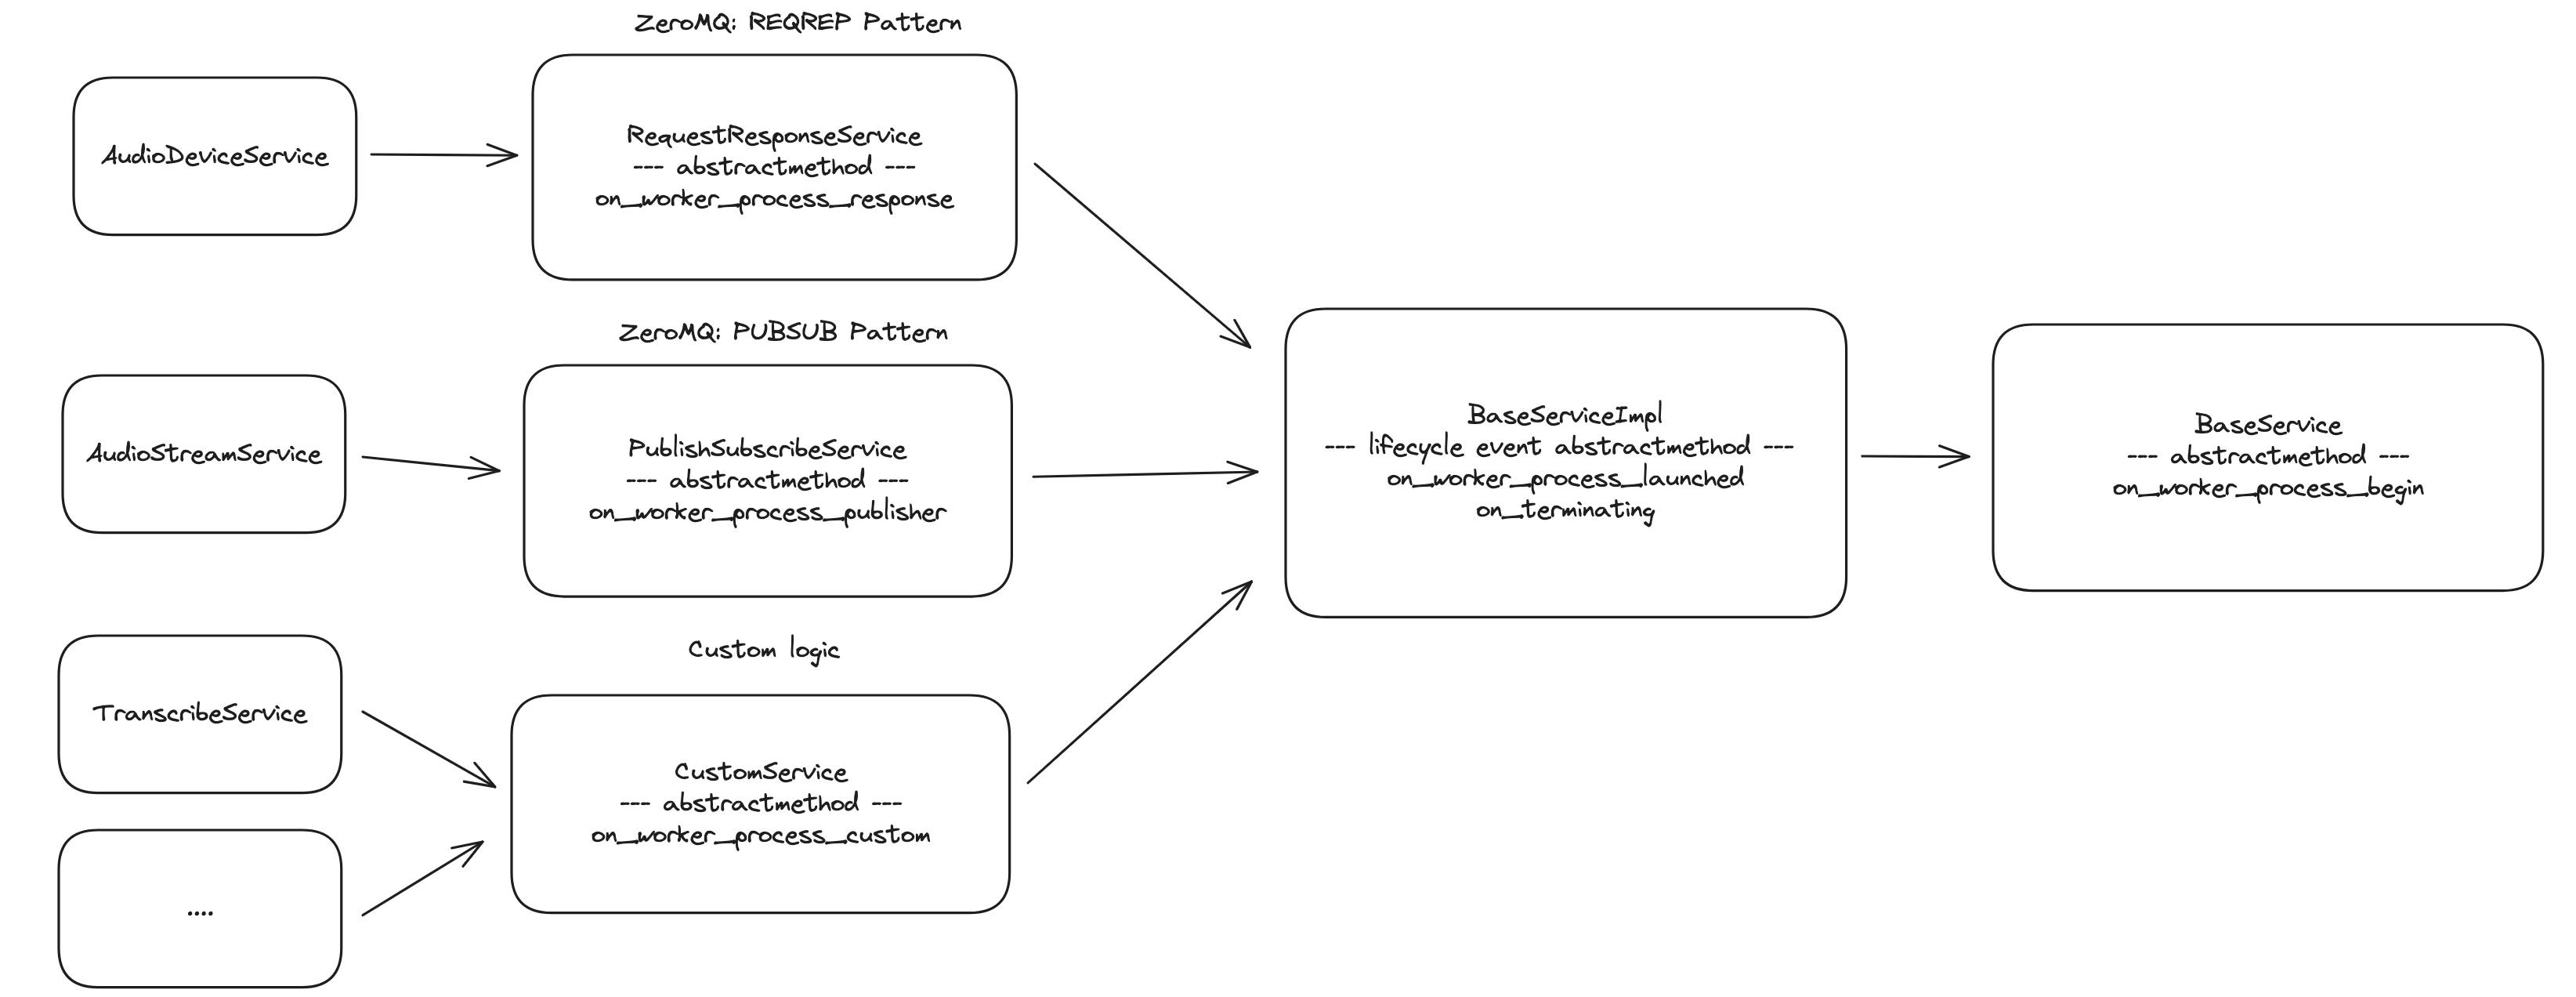 ZeroMQ: REQREP Pattern
AudioDeviceService
RequestResponseService
--- abstractmethod ---
on_worker_process_response
ZeroMQ: PUBSUB Pattern
AudioStreamService
PublishSubscribeService
--- abstractmethod ---
on_worker_process_publisher
BaseServiceImpl
--- lifecycle event abstractmethod ---
on_worker_process_launched
on_terminating
BaseService
--- abstractmethod ---
on_worker_process_begin
Custom logic
TranscribeService
CustomService
--- abstractmethod ---
on_worker_process_custom
....